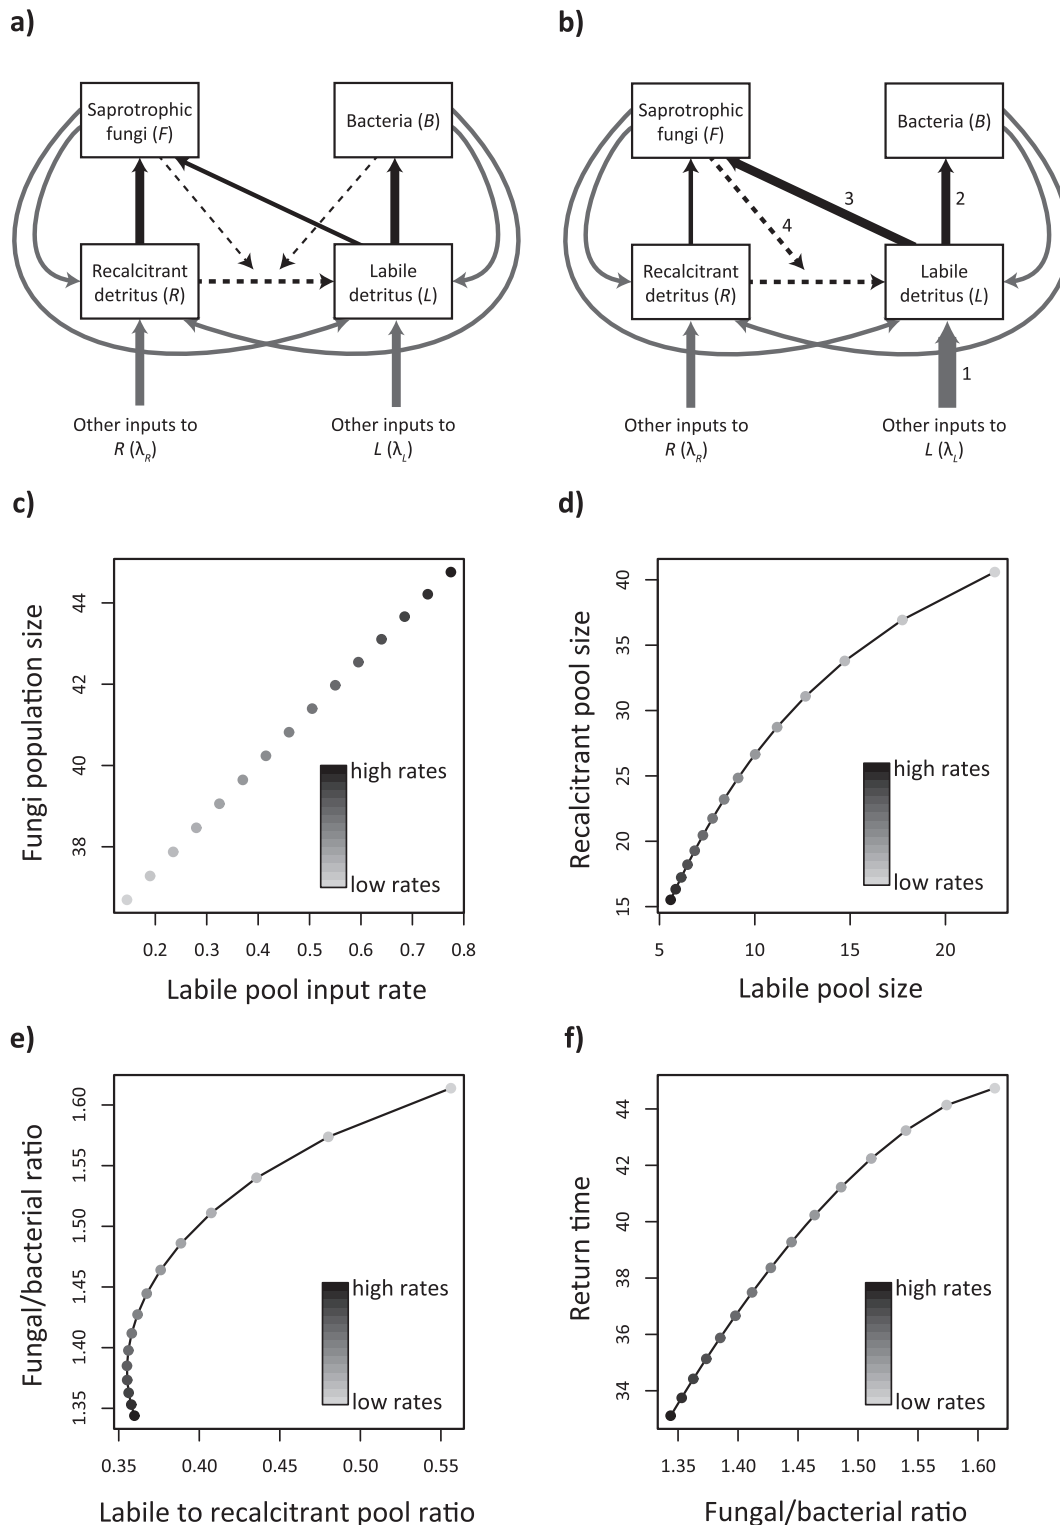 a)
Saprotrophic
fungi (F)
Bacteria (B)
Recalcitrant
detritus (R)
Labile
detritus (L)
Other inputs to
R (λR)
Other inputs to
L (λL)
b)
Saprotrophic
fungi (F)
Bacteria (B)
3
2
4
Recalcitrant
detritus (R)
Labile
detritus (L)
1
Other inputs to
R (λR)
Other inputs to
L (λL)
c)
Fungi population size
44
42
40
38
high rates
low rates
0.2 0.3 0.4 0.5 0.6 0.7 0.8
Labile pool input rate
d)
Recalcitrant pool size
40
35
30
25
20
15
high rates
low rates
5 10 15 20
Labile pool size
e)
Fungal/bacterial ratio
1.60
1.55
1.50
1.45
1.40
1.35
high rates
low rates
0.35 0.40 0.45 0.50 0.55
Labile to recalcitrant pool ratio
f)
Return time
44
42
40
38
36
34
high rates
low rates
1.35 1.40 1.45 1.50 1.55 1.60
Fungal/bacterial ratio